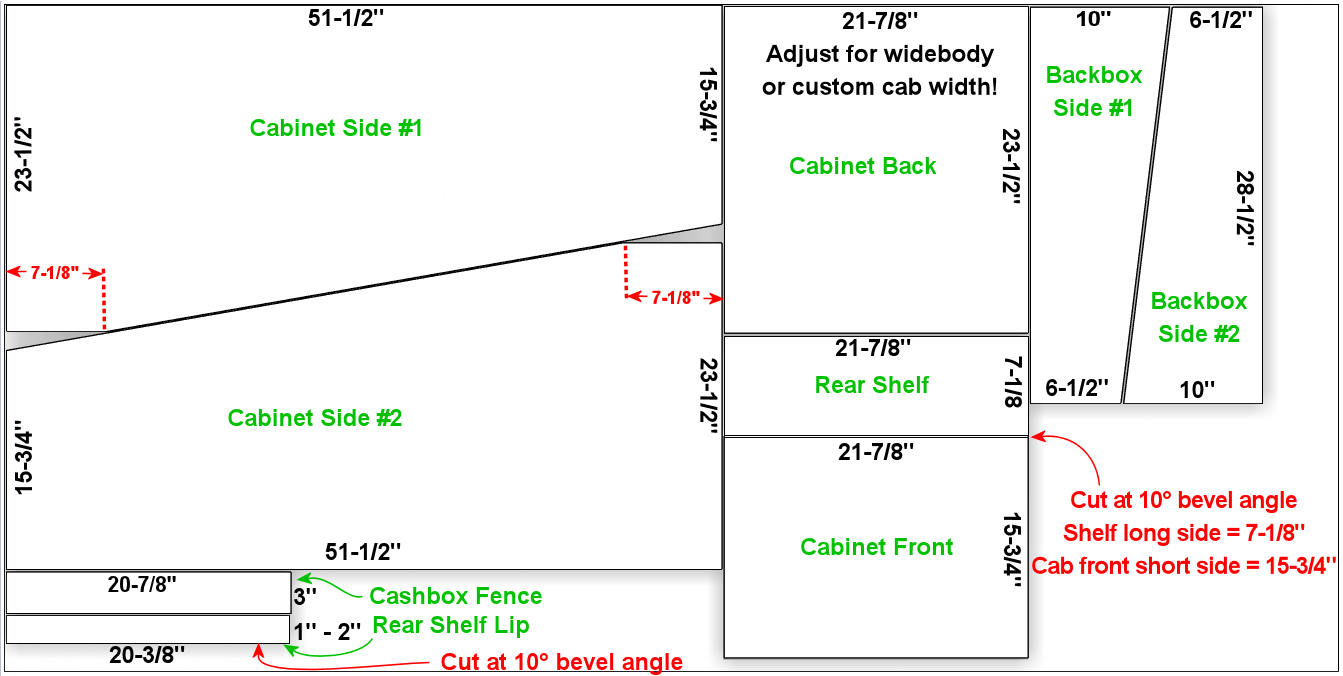 51-1/2"
23-1/2"
Cabinet Side #1
15-3/4"
7-1/8"
7-1/8"
Cabinet Side #2
15-3/4"
23-1/2"
51-1/2"
21-7/8"
Adjust for widebody
or custom cab width!
Cabinet Back
23-1/2"
21-7/8"
Rear Shelf
7-1/8
21-7/8"
Cabinet Front
15-3/4"
10"
Backbox
Side #1
6-1/2"
6-1/2"
28-1/2"
Backbox
Side #2
10"
Cut at 10° bevel angle
Shelf long side = 7-1/8"
Cab front short side = 15-3/4"
20-7/8"
3"
Cashbox Fence
1" - 2"
Rear Shelf Lip
20-3/8"
Cut at 10° bevel angle